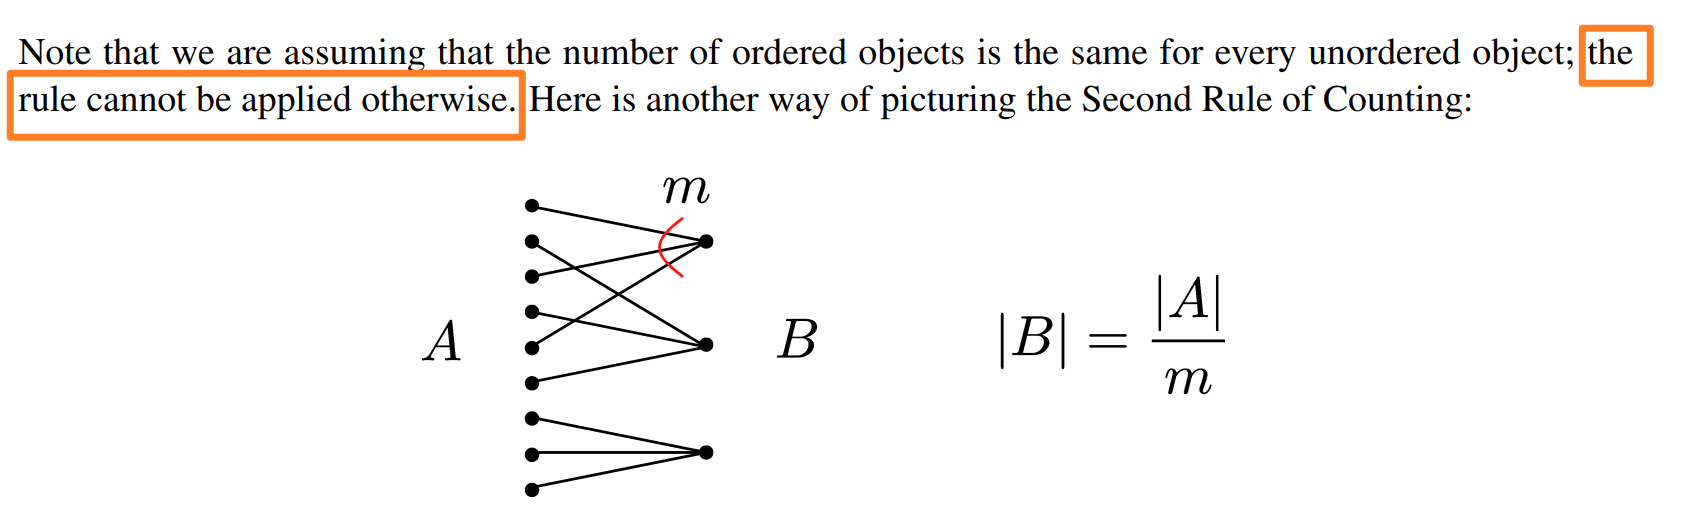 Note that we are assuming that the number of ordered objects is the same for every unordered object; the
rule cannot be applied otherwise. Here is another way of picturing the Second Rule of Counting:
m
A
B
|B| = |A| / m